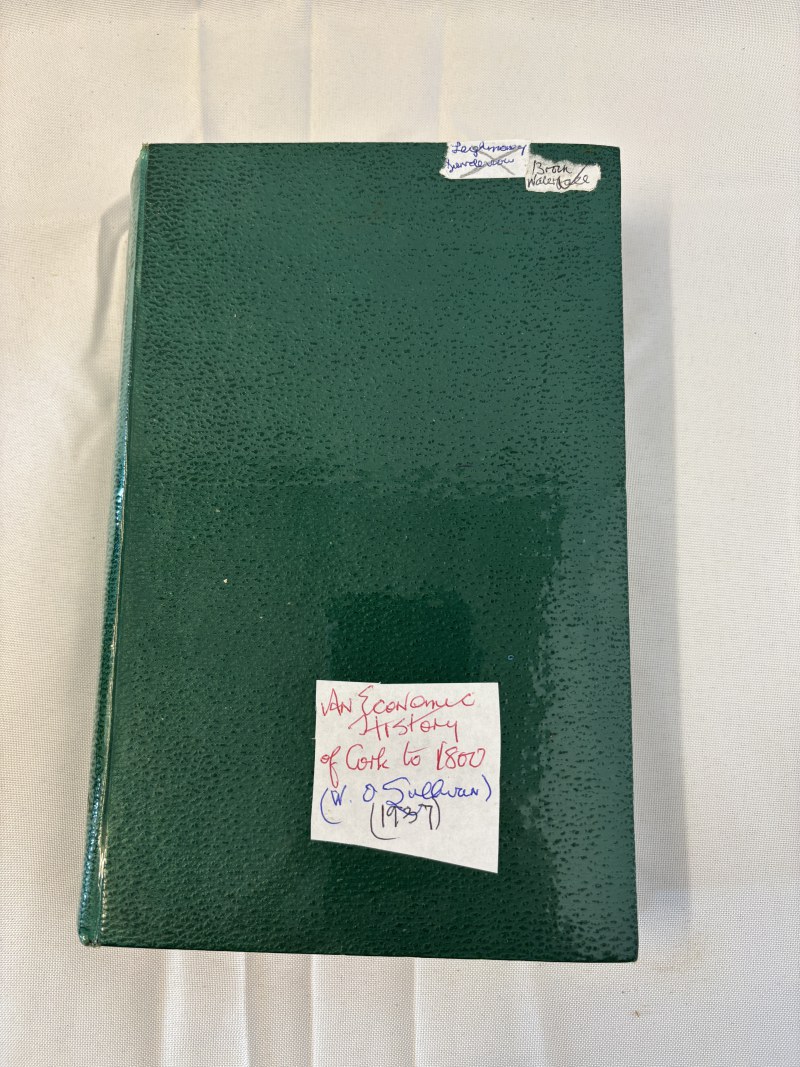 Leighmoney
Brook
Waterfall
An Economic
History
of Cork to 1800
(W. O Sullivan)
(1937)